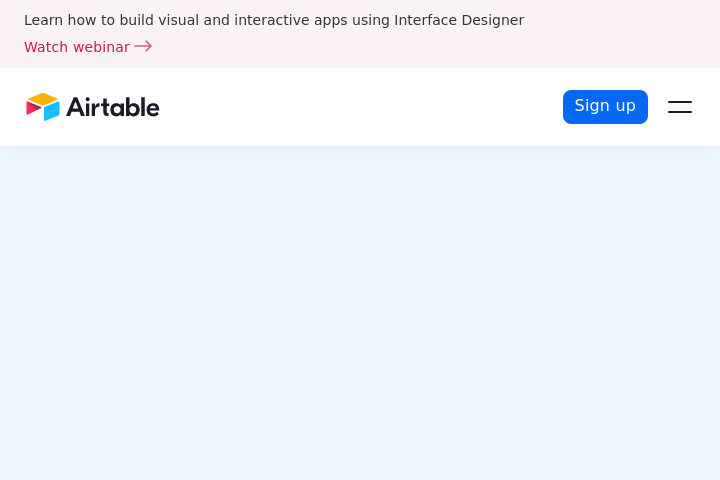 Learn how to build visual and interactive apps using Interface Designer
Watch webinar
Airtable
Sign up